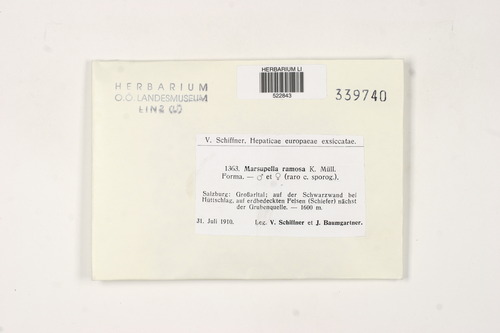 HERBARIUM LI
522843
HERBARIUM
O.Ö. LANDESMUSEUM
LINZ (LI)
339740
V. Schiffner, Hepaticae europaeae exsiccatae.
1363. Marsupella ramosa K. Müll.
Forma. — ♂ et ♀ (raro c. sporog.).
Salzburg: Großarltal; auf der Schwarzwand bei
Hüttschlag, auf erdbedeckten Felsen (Schiefer) nächst
der Grubenquelle. — 1600 m.
31. Juli 1910. Leg. V. Schiffner et J. Baumgartner.